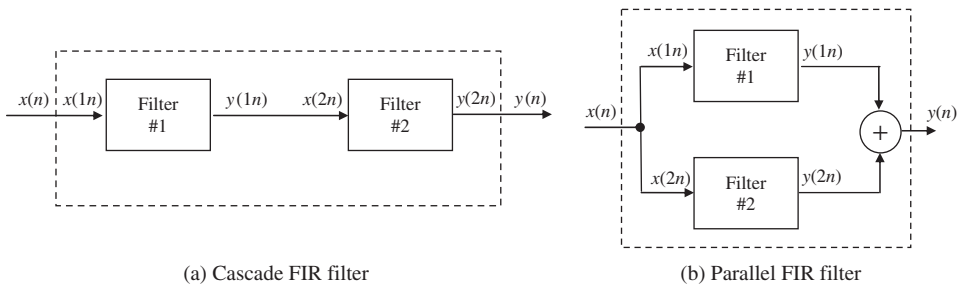 x(n)
x(1n)
Filter
#1
y(1n)
x(2n)
Filter
#2
y(2n)
y(n)
(a) Cascade FIR filter
x(n)
x(1n)
Filter
#1
y(1n)
x(2n)
Filter
#2
y(2n)
+
y(n)
(b) Parallel FIR filter